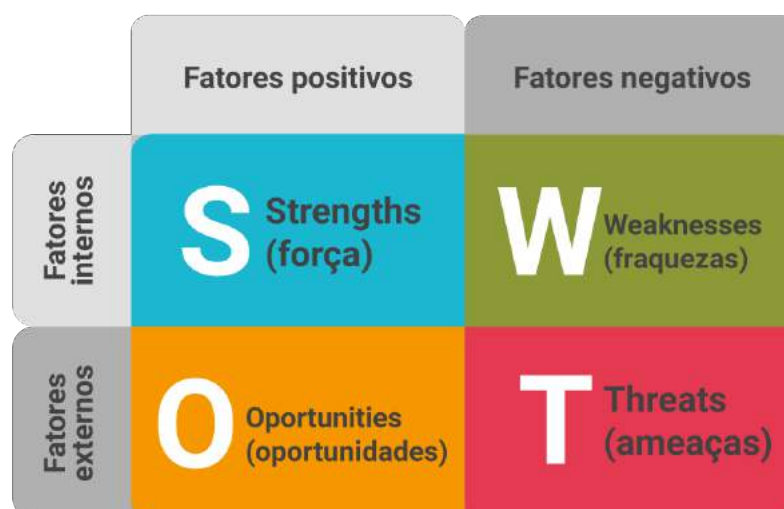 Fatores positivos
Fatores negativos
Fatores
internos
S
Strengths
(força)
W
Weaknesses
(fraquezas)
Fatores
externos
O
Oportunities
(oportunidades)
T
Threats
(ameaças)